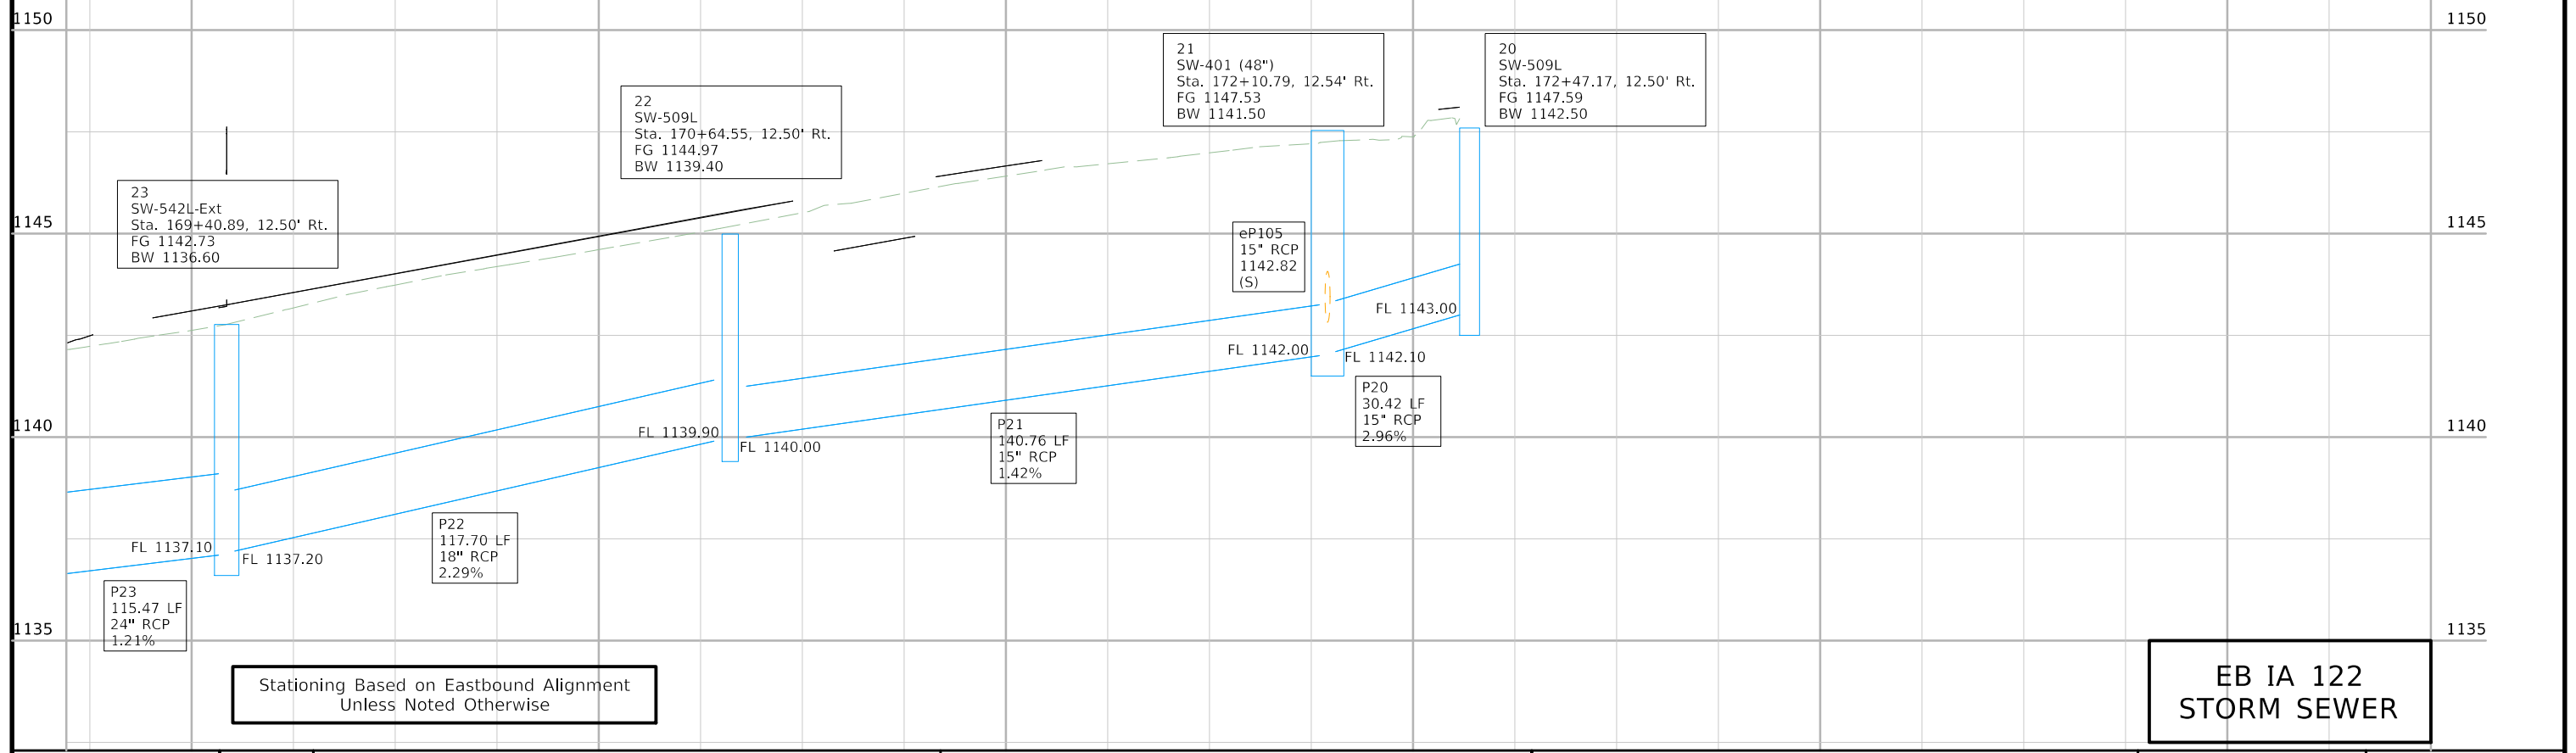 1150
1150
21
SW-401 (48")
Sta. 172+10.79, 12.54' Rt.
FG 1147.53
BW 1141.50
20
SW-509L
Sta. 172+47.17, 12.50' Rt.
FG 1147.59
BW 1142.50
22
SW-509L
Sta. 170+64.55, 12.50' Rt.
FG 1144.97
BW 1139.40
23
SW-542L-Ext
Sta. 169+40.89, 12.50' Rt.
FG 1142.73
BW 1136.60
1145
1145
eP105
15" RCP
1142.82
(S)
FL 1143.00
FL 1142.00
FL 1142.10
P20
30.42 LF
15" RCP
2.96%
1140
1140
FL 1139.90
FL 1140.00
P21
140.76 LF
15" RCP
1.42%
P22
117.70 LF
18" RCP
2.29%
FL 1137.10
FL 1137.20
P23
115.47 LF
24" RCP
1.21%
1135
1135
Stationing Based on Eastbound Alignment
Unless Noted Otherwise
EB IA 122
STORM SEWER